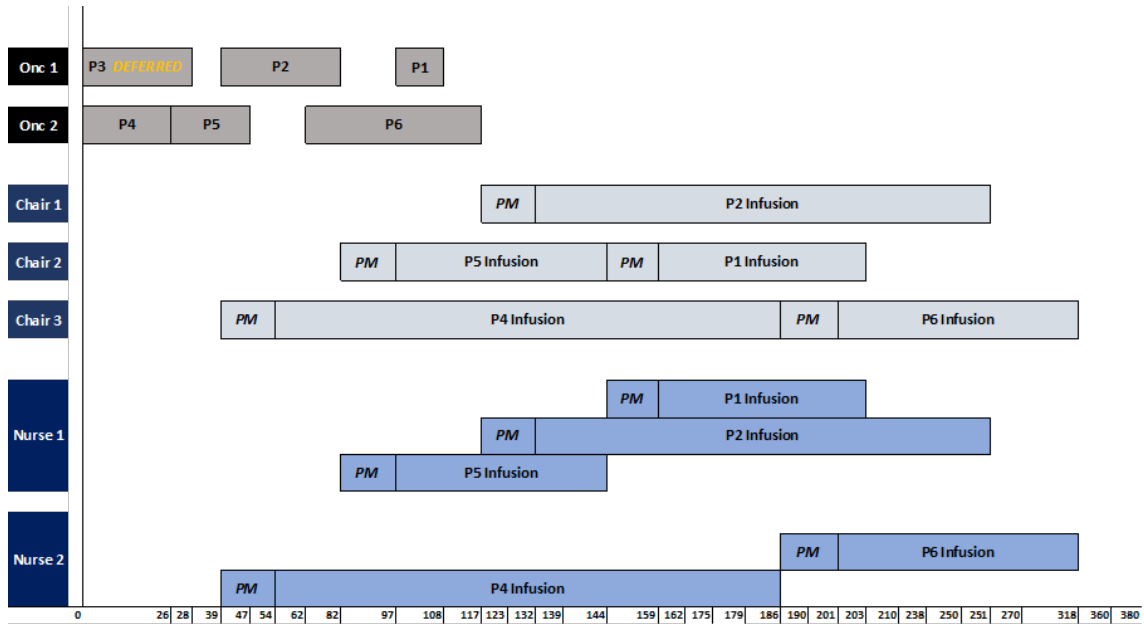 Onc 1
P3 DEFERRED
P2
P1
Onc 2
P4
P5
P6
Chair 1
PM
P2 Infusion
Chair 2
PM
P5 Infusion
PM
P1 Infusion
Chair 3
PM
P4 Infusion
PM
P6 Infusion
Nurse 1
PM
P1 Infusion
PM
P2 Infusion
PM
P5 Infusion
Nurse 2
PM
P6 Infusion
PM
P4 Infusion
0 26 28 39 47 54 62 82 97 108 117 123 132 139 144 159 162 175 179 186 190 201 203 210 238 250 251 270 318 360 380